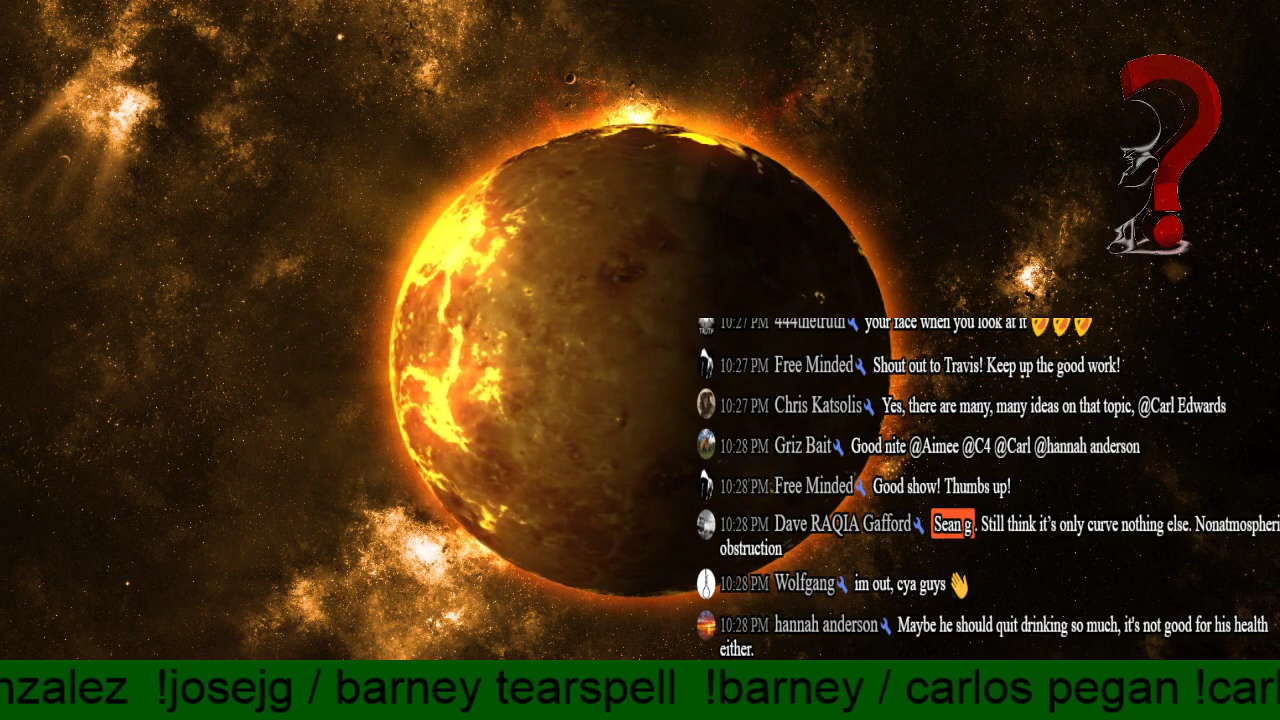 10:27 PM 444thetruth your face when you look at it
10:27 PM Free Minded Shout out to Travis! Keep up the good work!
10:27 PM Chris Katsolis Yes, there are many, many ideas on that topic, @Carl Edwards
10:28 PM Griz Bait Good nite @Aimee @C4 @Carl @hannah anderson
10:28 PM Free Minded Good show! Thumbs up!
10:28 PM Dave RAQIA Gafford Sean g. Still think it’s only curve nothing else. Nonatmospheri
obstruction
10:28 PM Wolfgang im out, cya guys 👋
10:28 PM hannah anderson Maybe he should quit drinking so much, it's not good for his health
either.
nzalez !josejg / barney tearspell !barney / carlos pegan !carl